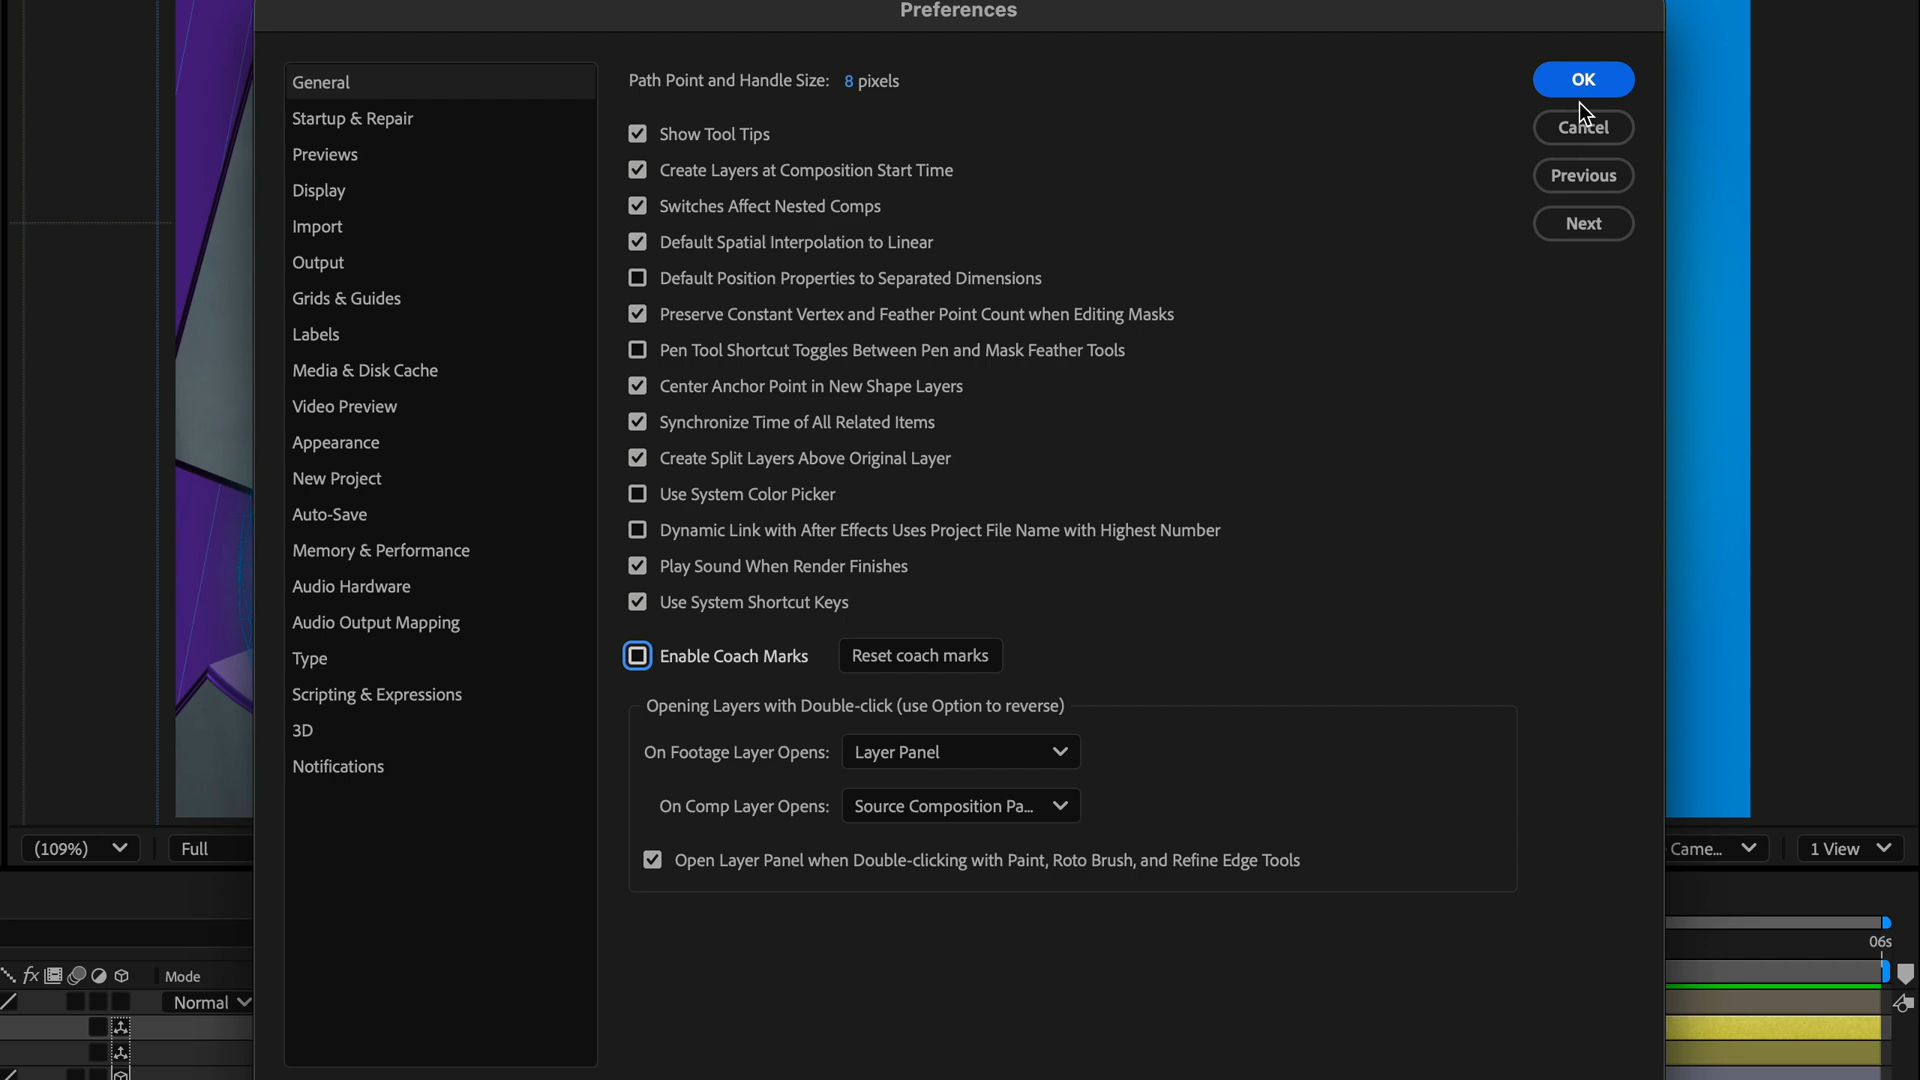 Preferences
General
Startup & Repair
Previews
Display
Import
Output
Grids & Guides
Labels
Media & Disk Cache
Video Preview
Appearance
New Project
Auto-Save
Memory & Performance
Audio Hardware
Audio Output Mapping
Type
Scripting & Expressions
3D
Notifications
Path Point and Handle Size: 8 pixels
Show Tool Tips
Create Layers at Composition Start Time
Switches Affect Nested Comps
Default Spatial Interpolation to Linear
Default Position Properties to Separated Dimensions
Preserve Constant Vertex and Feather Point Count when Editing Masks
Pen Tool Shortcut Toggles Between Pen and Mask Feather Tools
Center Anchor Point in New Shape Layers
Synchronize Time of All Related Items
Create Split Layers Above Original Layer
Use System Color Picker
Dynamic Link with After Effects Uses Project File Name with Highest Number
Play Sound When Render Finishes
Use System Shortcut Keys
Enable Coach Marks Reset coach marks
Opening Layers with Double-click (use Option to reverse)
On Footage Layer Opens: Layer Panel
On Comp Layer Opens: Source Composition Pa...
Open Layer Panel when Double-clicking with Paint, Roto Brush, and Refine Edge Tools
OK
Cancel
Previous
Next
(109%) Full
Came... 1 View
06s
fx Mode
Normal